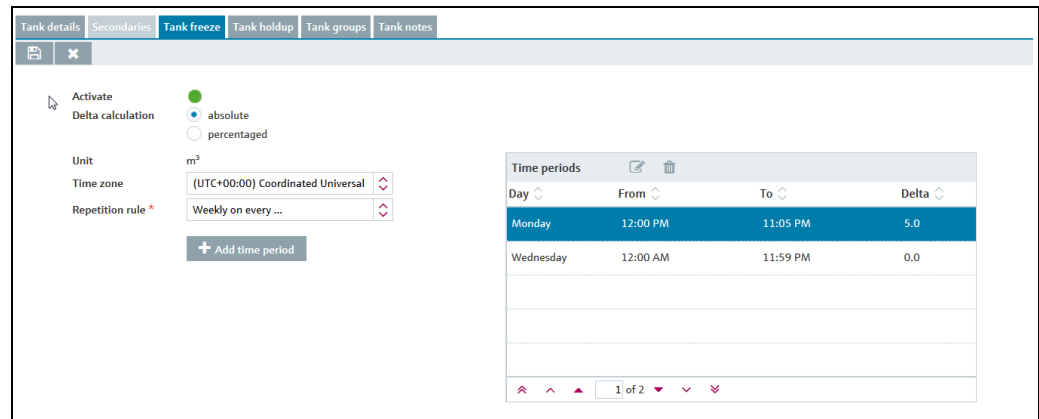 Tank details Secondaries Tank freeze Tank holdup Tank groups Tank notes
Activate
Delta calculation absolute
percentaged
Unit m³
Time zone (UTC+00:00) Coordinated Universal
Repetition rule * Weekly on every ...
Add time period
Time periods
Day From To Delta
Monday 12:00 PM 11:05 PM 5.0
Wednesday 12:00 AM 11:59 PM 0.0
1 of 2